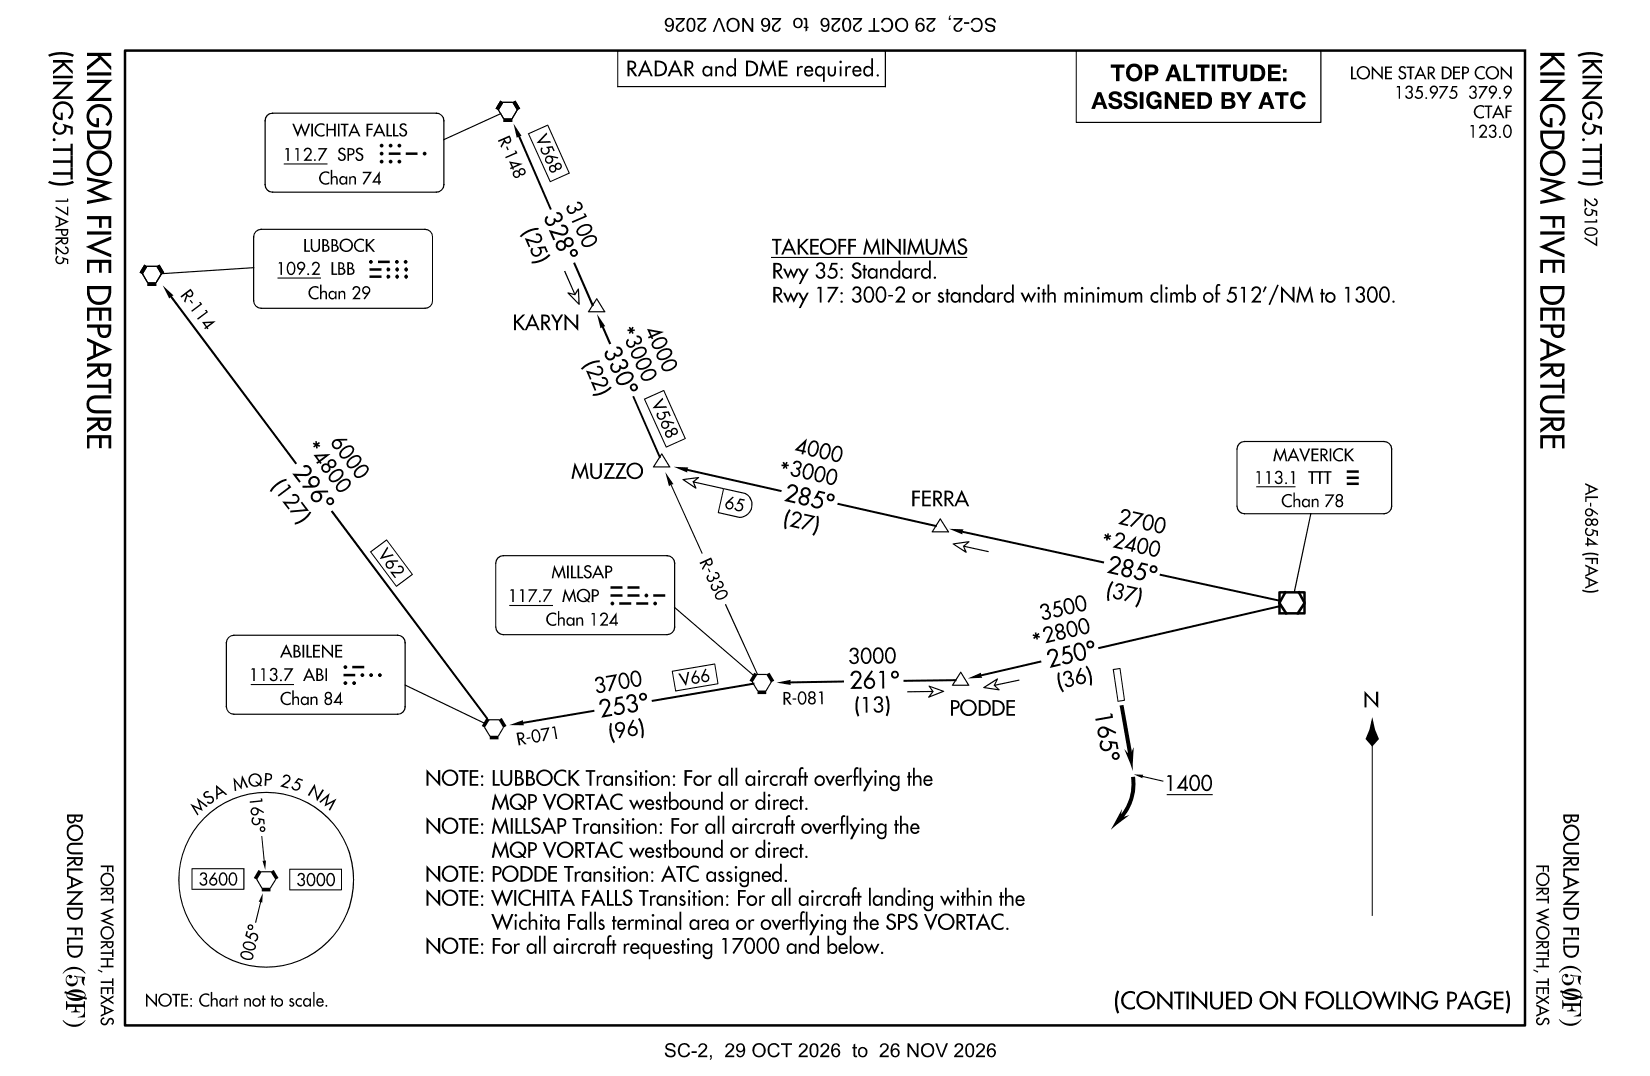 SC-2, 29 OCT 2026 to 26 NOV 2026
KINGDOM FIVE DEPARTURE
(KING5.TTT) 17APR25
RADAR and DME required.
TOP ALTITUDE:
ASSIGNED BY ATC
LONE STAR DEP CON
135.975 379.9
CTAF
123.0
(KING5.TTT) 25107
KINGDOM FIVE DEPARTURE
AL-6854 (FAA)
WICHITA FALLS
112.7 SPS
Chan 74
R-148
V568
3100
328°
(25)
LUBBOCK
109.2 LBB
Chan 29
R-114
KARYN
TAKEOFF MINIMUMS
Rwy 35: Standard.
Rwy 17: 300-2 or standard with minimum climb of 512’/NM to 1300.
4000
*3000
330°
(22)
V568
6000
*4800
296°
(127)
V62
MUZZO
65
4000
*3000
285°
(27)
FERRA
2700
*2400
285°
(37)
MAVERICK
113.1 TTT
Chan 78
MILLSAP
117.7 MQP
Chan 124
R-330
3500
*2800
250°
(36)
ABILENE
113.7 ABI
Chan 84
R-071
3700
253°
(96)
V66
R-081
3000
261°
(13)
PODDE
165°
1400
N
MSA MQP 25 NM
165°
3600
3000
005°
NOTE: LUBBOCK Transition: For all aircraft overflying the
MQP VORTAC westbound or direct.
NOTE: MILLSAP Transition: For all aircraft overflying the
MQP VORTAC westbound or direct.
NOTE: PODDE Transition: ATC assigned.
NOTE: WICHITA FALLS Transition: For all aircraft landing within the
Wichita Falls terminal area or overflying the SPS VORTAC.
NOTE: For all aircraft requesting 17000 and below.
NOTE: Chart not to scale.
(CONTINUED ON FOLLOWING PAGE)
FORT WORTH, TEXAS
BOURLAND FLD (5ØF)
FORT WORTH, TEXAS
BOURLAND FLD (5ØF)
SC-2, 29 OCT 2026 to 26 NOV 2026